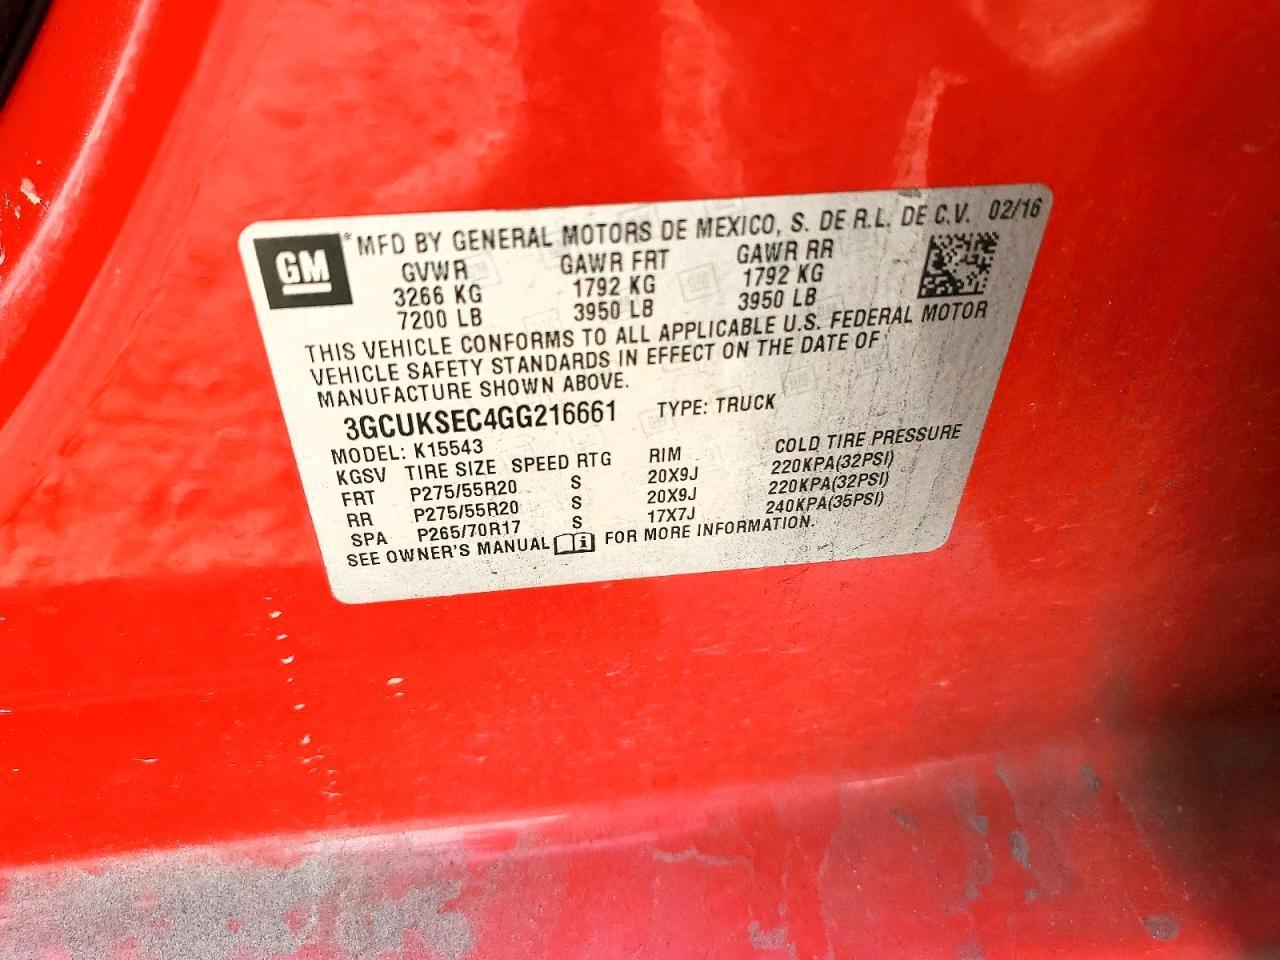 GM
MFD BY GENERAL MOTORS DE MEXICO, S. DE R.L. DE C.V. 02/16
GVWR GAWR FRT GAWR RR
3266 KG 1792 KG 1792 KG
7200 LB 3950 LB 3950 LB
THIS VEHICLE CONFORMS TO ALL APPLICABLE U.S. FEDERAL MOTOR
VEHICLE SAFETY STANDARDS IN EFFECT ON THE DATE OF
MANUFACTURE SHOWN ABOVE.
3GCUKSEC4GG216661 TYPE: TRUCK
MODEL: K15543
KGSV TIRE SIZE SPEED RTG RIM COLD TIRE PRESSURE
FRT P275/55R20 S 20X9J 220KPA(32PSI)
RR P275/55R20 S 20X9J 220KPA(32PSI)
SPA P265/70R17 S 17X7J 240KPA(35PSI)
SEE OWNER'S MANUAL i FOR MORE INFORMATION.